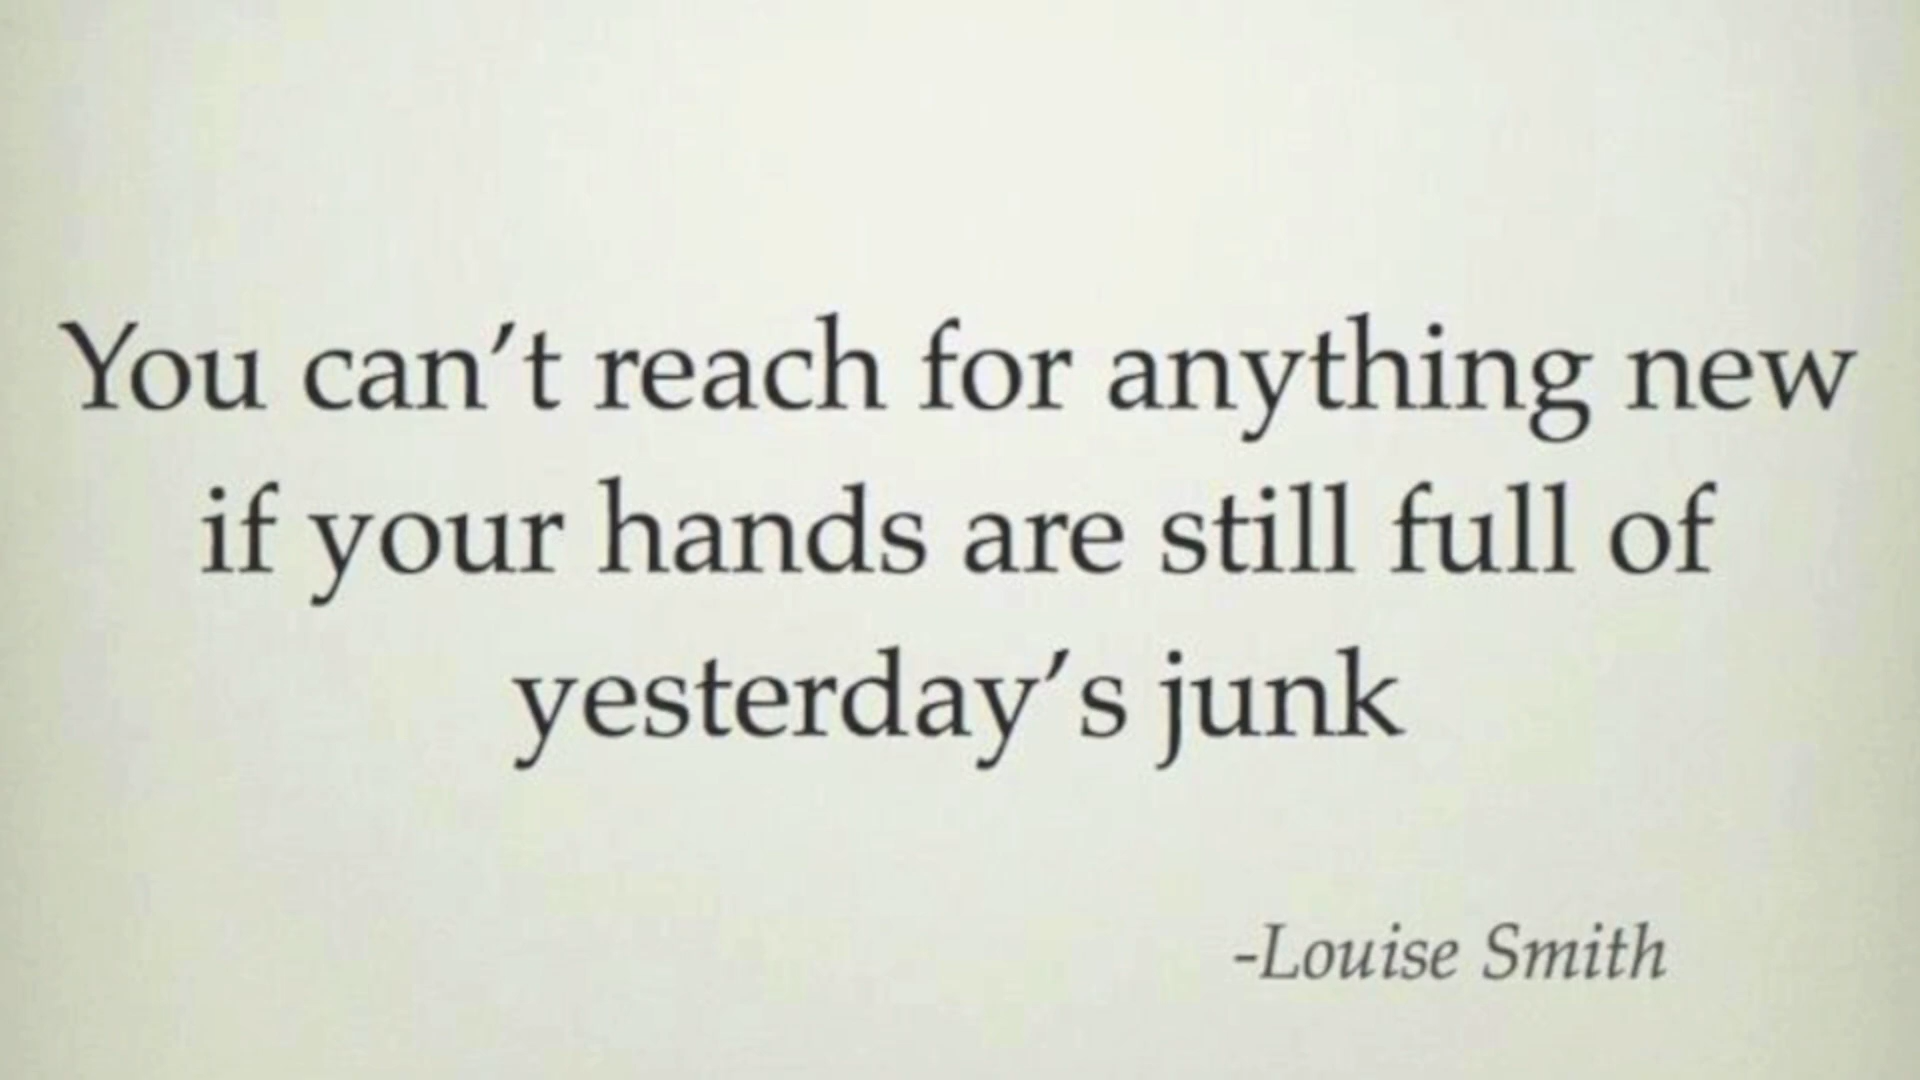 You can’t reach for anything new
if your hands are still full of
yesterday’s junk
-Louise Smith